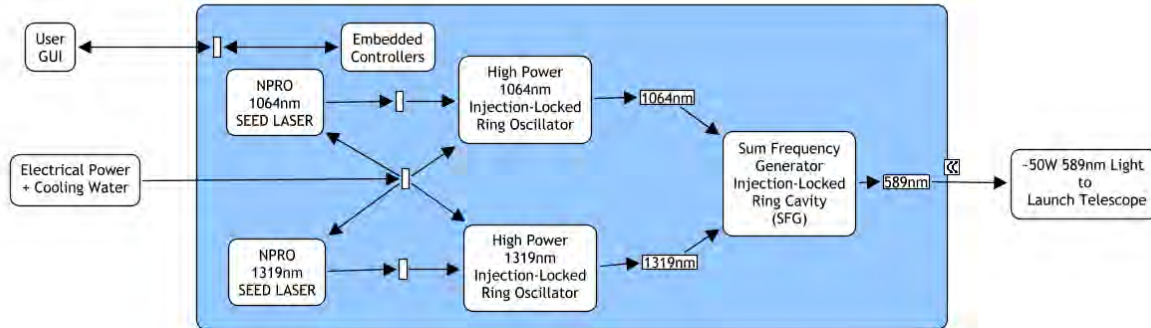 User
GUI
Embedded
Controllers
NPRO
1064nm
SEED LASER
High Power
1064nm
Injection-Locked
Ring Oscillator
1064nm
Electrical Power
+ Cooling Water
Sum Frequency
Generator
Injection-Locked
Ring Cavity
(SFG)
589nm
«
~50W 589nm Light
to
Launch Telescope
NPRO
1319nm
SEED LASER
High Power
1319nm
Injection-Locked
Ring Oscillator
1319nm